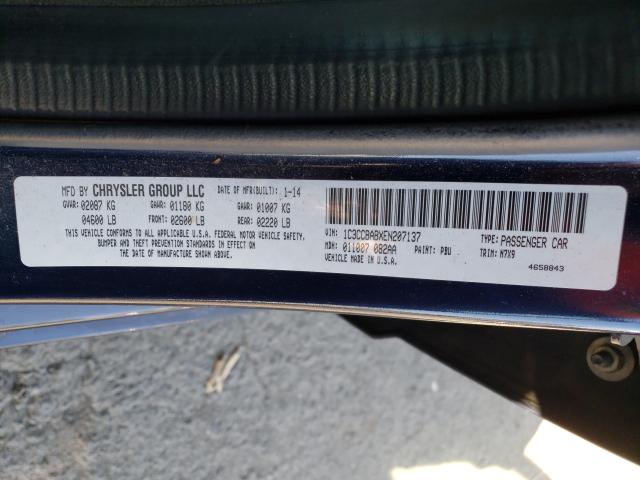 MFD BY CHRYSLER GROUP LLC DATE OF MFR(BUILT): 1-14
GVWR: 02087 KG GAWR: 01180 KG GAWR: 01007 KG
04600 LB FRONT: 02600 LB REAR: 02220 LB
THIS VEHICLE CONFORMS TO ALL APPLICABLE U.S.A. FEDERAL MOTOR VEHICLE SAFETY,
BUMPER AND THEFT PREVENTION STANDARDS IN EFFECT ON
THE DATE OF MANUFACTURE SHOWN ABOVE.
VIN: 1C3CCBABXEN207137 TYPE: PASSENGER CAR
MDH: 011007 082AA PAINT: PBU TRIM: N7X9
VEHICLE MADE IN U.S.A.
4658843